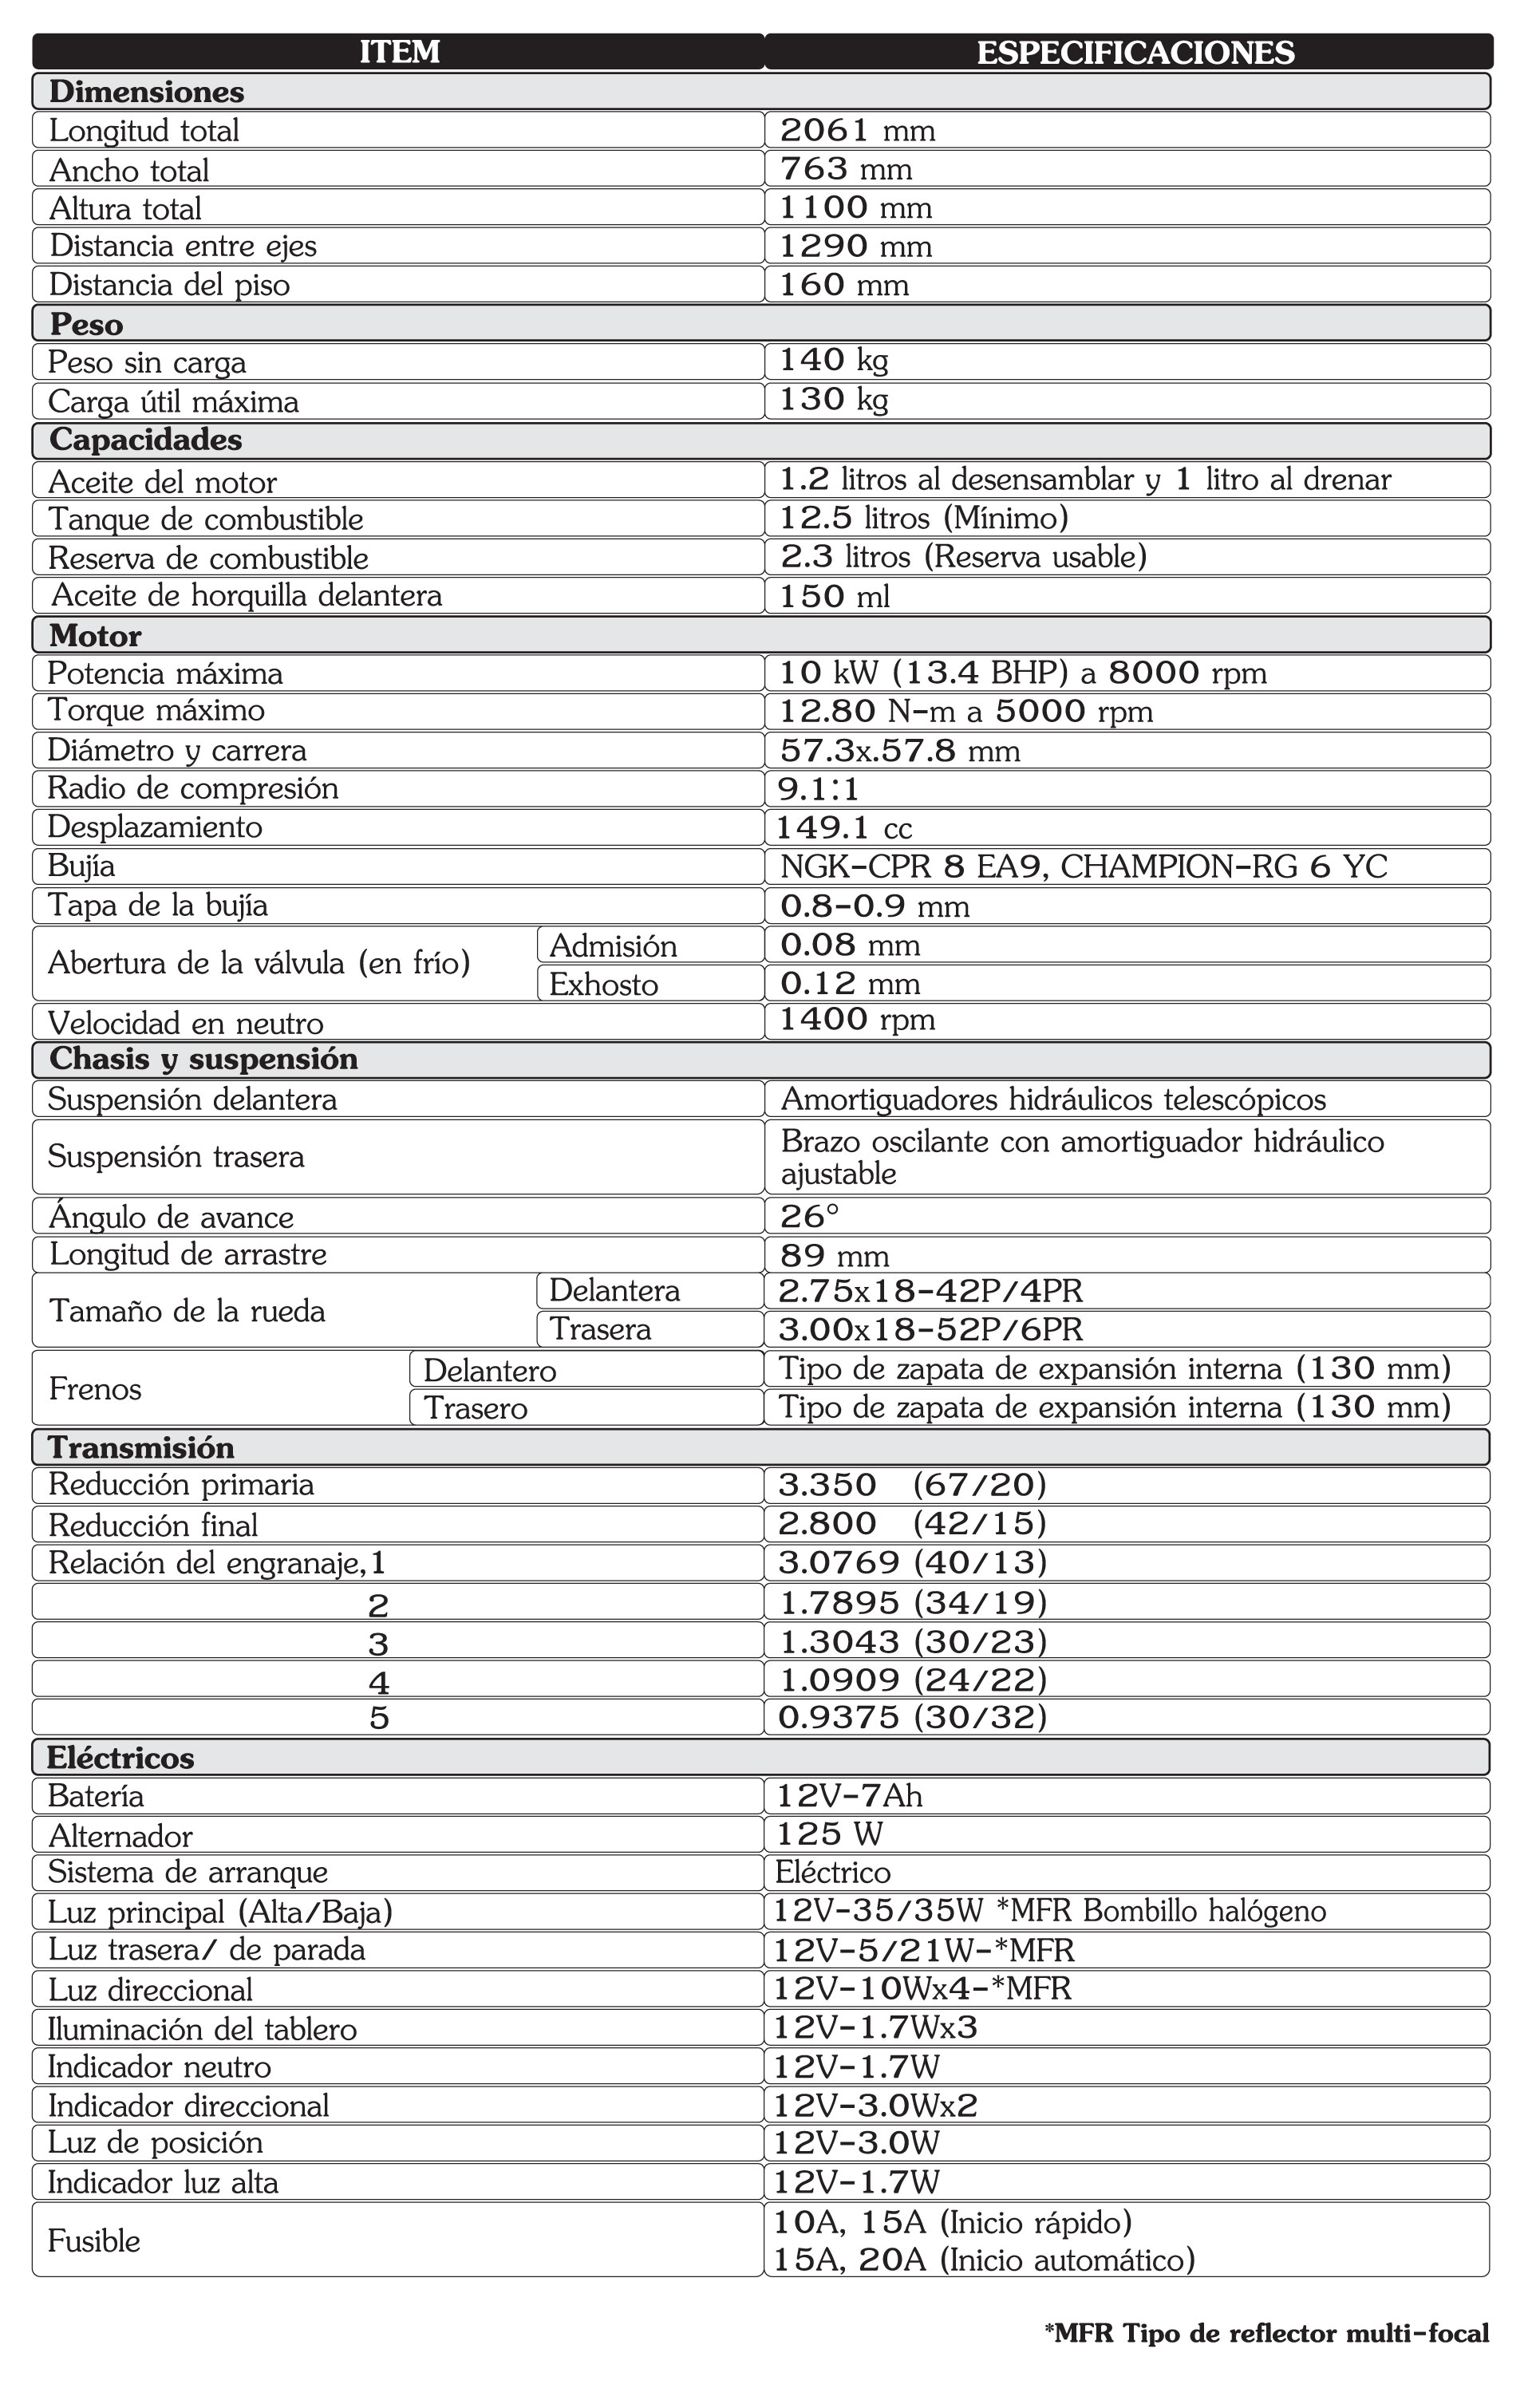 ITEM ESPECIFICACIONES
Dimensiones
Longitud total 2061 mm
Ancho total 763 mm
Altura total 1100 mm
Distancia entre ejes 1290 mm
Distancia del piso 160 mm
Peso
Peso sin carga 140 kg
Carga útil máxima 130 kg
Capacidades
Aceite del motor 1.2 litros al desensamblar y 1 litro al drenar
Tanque de combustible 12.5 litros (Mínimo)
Reserva de combustible 2.3 litros (Reserva usable)
Aceite de horquilla delantera 150 ml
Motor
Potencia máxima 10 kW (13.4 BHP) a 8000 rpm
Torque máximo 12.80 N-m a 5000 rpm
Diámetro y carrera 57.3x.57.8 mm
Radio de compresión 9.1:1
Desplazamiento 149.1 cc
Bujía NGK-CPR 8 EA9, CHAMPION-RG 6 YC
Tapa de la bujía 0.8-0.9 mm
Abertura de la válvula (en frío) Admisión 0.08 mm
Exhosto 0.12 mm
Velocidad en neutro 1400 rpm
Chasis y suspensión
Suspensión delantera Amortiguadores hidráulicos telescópicos
Suspensión trasera Brazo oscilante con amortiguador hidráulico
ajustable
Ángulo de avance 26°
Longitud de arrastre 89 mm
Tamaño de la rueda Delantera 2.75x18-42P/4PR
Trasera 3.00x18-52P/6PR
Frenos Delantero Tipo de zapata de expansión interna (130 mm)
Trasero Tipo de zapata de expansión interna (130 mm)
Transmisión
Reducción primaria 3.350 (67/20)
Reducción final 2.800 (42/15)
Relación del engranaje,1 3.0769 (40/13)
2 1.7895 (34/19)
3 1.3043 (30/23)
4 1.0909 (24/22)
5 0.9375 (30/32)
Eléctricos
Batería 12V-7Ah
Alternador 125 W
Sistema de arranque Eléctrico
Luz principal (Alta/Baja) 12V-35/35W *MFR Bombillo halógeno
Luz trasera/ de parada 12V-5/21W-*MFR
Luz direccional 12V-10Wx4-*MFR
Iluminación del tablero 12V-1.7Wx3
Indicador neutro 12V-1.7W
Indicador direccional 12V-3.0Wx2
Luz de posición 12V-3.0W
Indicador luz alta 12V-1.7W
Fusible 10A, 15A (Inicio rápido)
15A, 20A (Inicio automático)
*MFR Tipo de reflector multi-focal